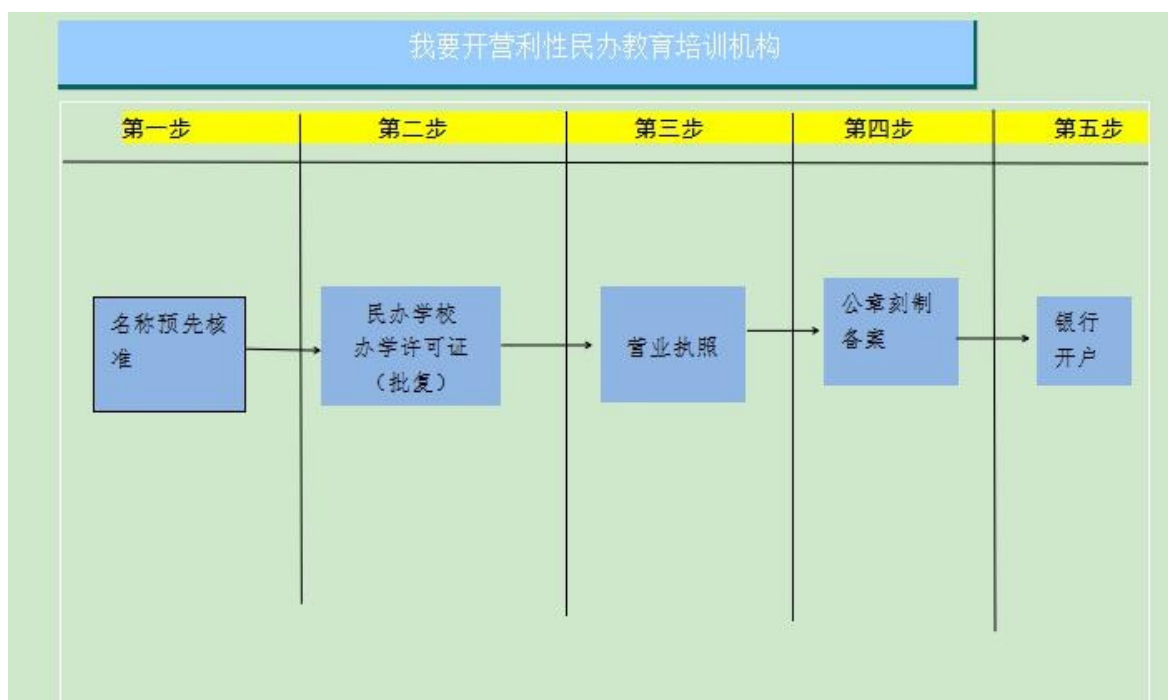 我要开营利性民办教育培训机构
第一步
第二步
第三步
第四步
第五步
名称预先核
准
民办学校
办学许可证
（批复）
营业执照
公章刻制
备案
银行
开户